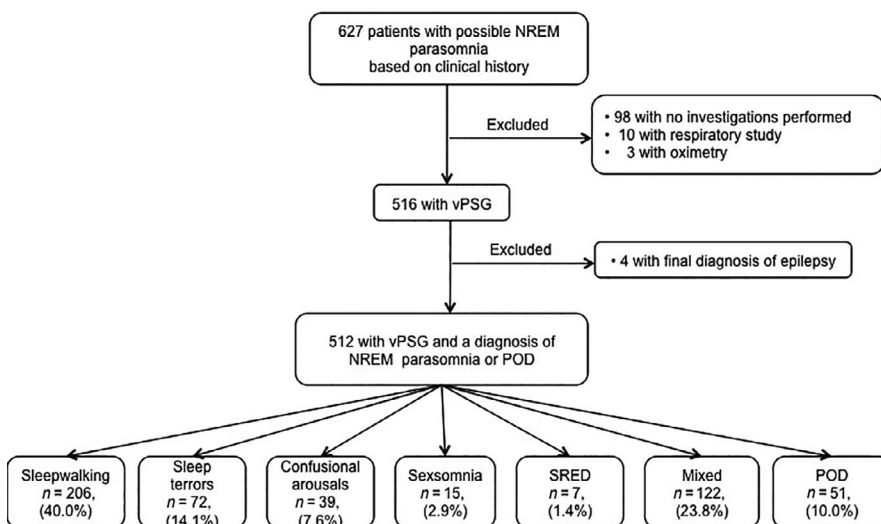 627 patients with possible NREM
parasomnia
based on clinical history
Excluded
• 98 with no investigations performed
• 10 with respiratory study
• 3 with oximetry
516 with vPSG
Excluded
• 4 with final diagnosis of epilepsy
512 with vPSG and a diagnosis of
NREM parasomnia or POD
Sleepwalking
n = 206,
(40.0%)
Sleep
terrors
n = 72,
(14.1%)
Confusional
arousals
n = 39,
(7.6%)
Sexsomnia
n = 15,
(2.9%)
SRED
n = 7,
(1.4%)
Mixed
n = 122,
(23.8%)
POD
n = 51,
(10.0%)